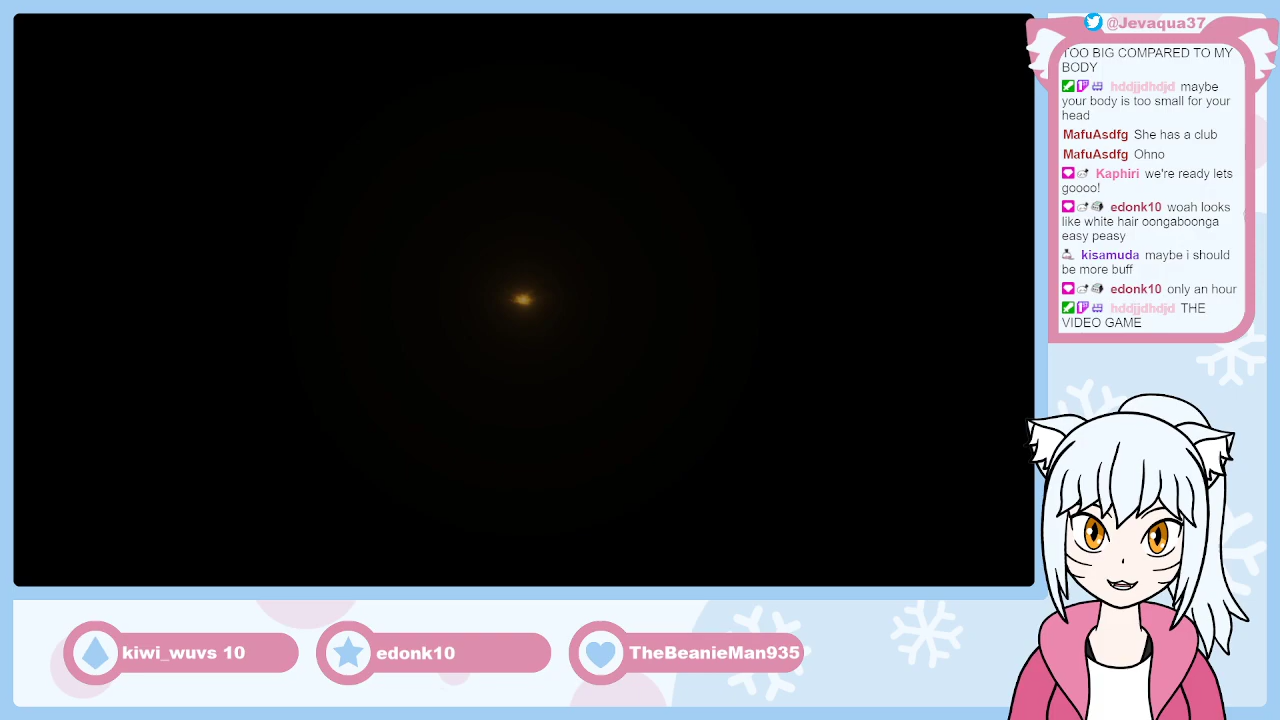 @Jevaqua37
TOO BIG COMPARED TO MY
BODY
hddjjdhdjd maybe
your body is too small for your
head
MafuAsdfg She has a club
MafuAsdfg Ohno
Kaphiri we're ready lets
goooo!
edonk10 woah looks
like white hair oongaboonga
easy peasy
kisamuda maybe i should
be more buff
edonk10 only an hour
hddjjdhdjd THE
VIDEO GAME
kiwi_wuvs 10
edonk10
TheBeanieMan935